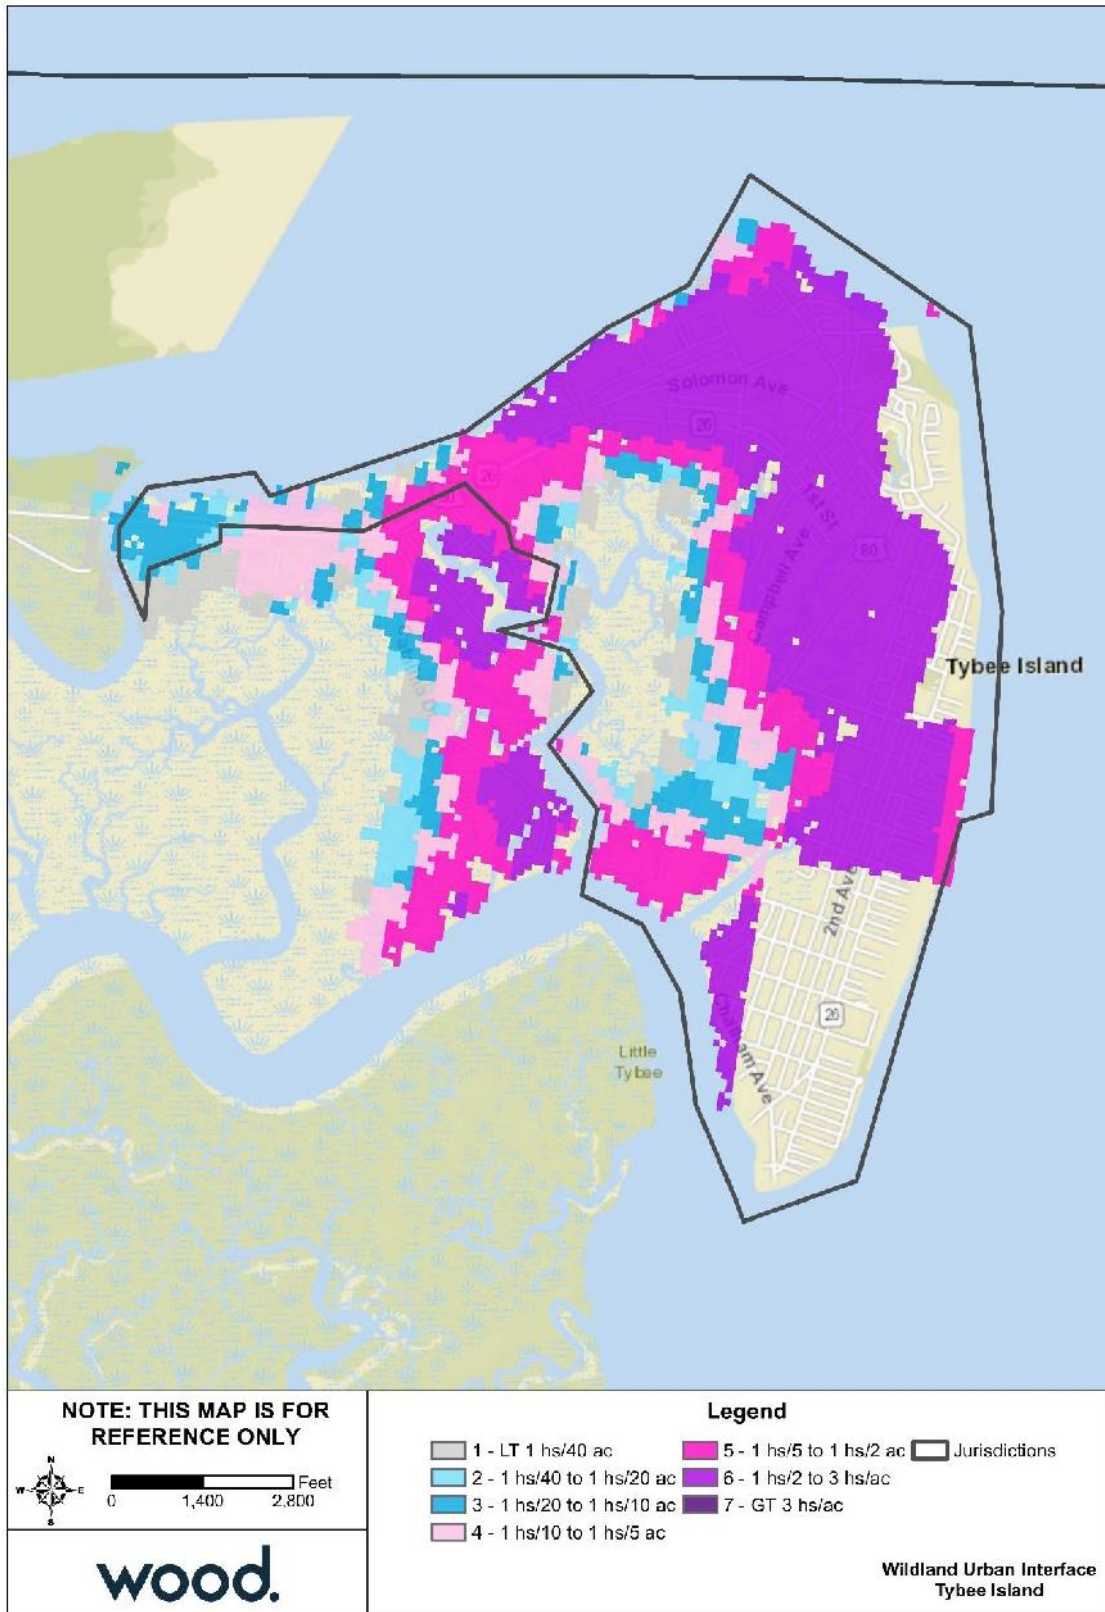 Solomon Ave
26
26
80
1st St
80
Campbell Ave
Tybee Island
Catalina D
2nd Ave
26
Chatham Ave
Little
Tybee
NOTE: THIS MAP IS FOR
REFERENCE ONLY
N
W E
S
Feet
0 1,400 2,800
wood.
Legend
1 - LT 1 hs/40 ac
2 - 1 hs/40 to 1 hs/20 ac
3 - 1 hs/20 to 1 hs/10 ac
4 - 1 hs/10 to 1 hs/5 ac
5 - 1 hs/5 to 1 hs/2 ac
6 - 1 hs/2 to 3 hs/ac
7 - GT 3 hs/ac
Jurisdictions
Wildland Urban Interface
Tybee Island